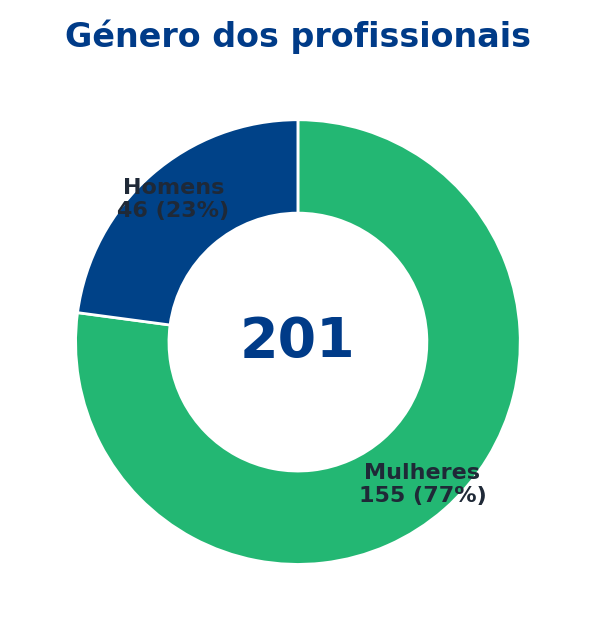 Género dos profissionais
Homens
46 (23%)
201
Mulheres
155 (77%)